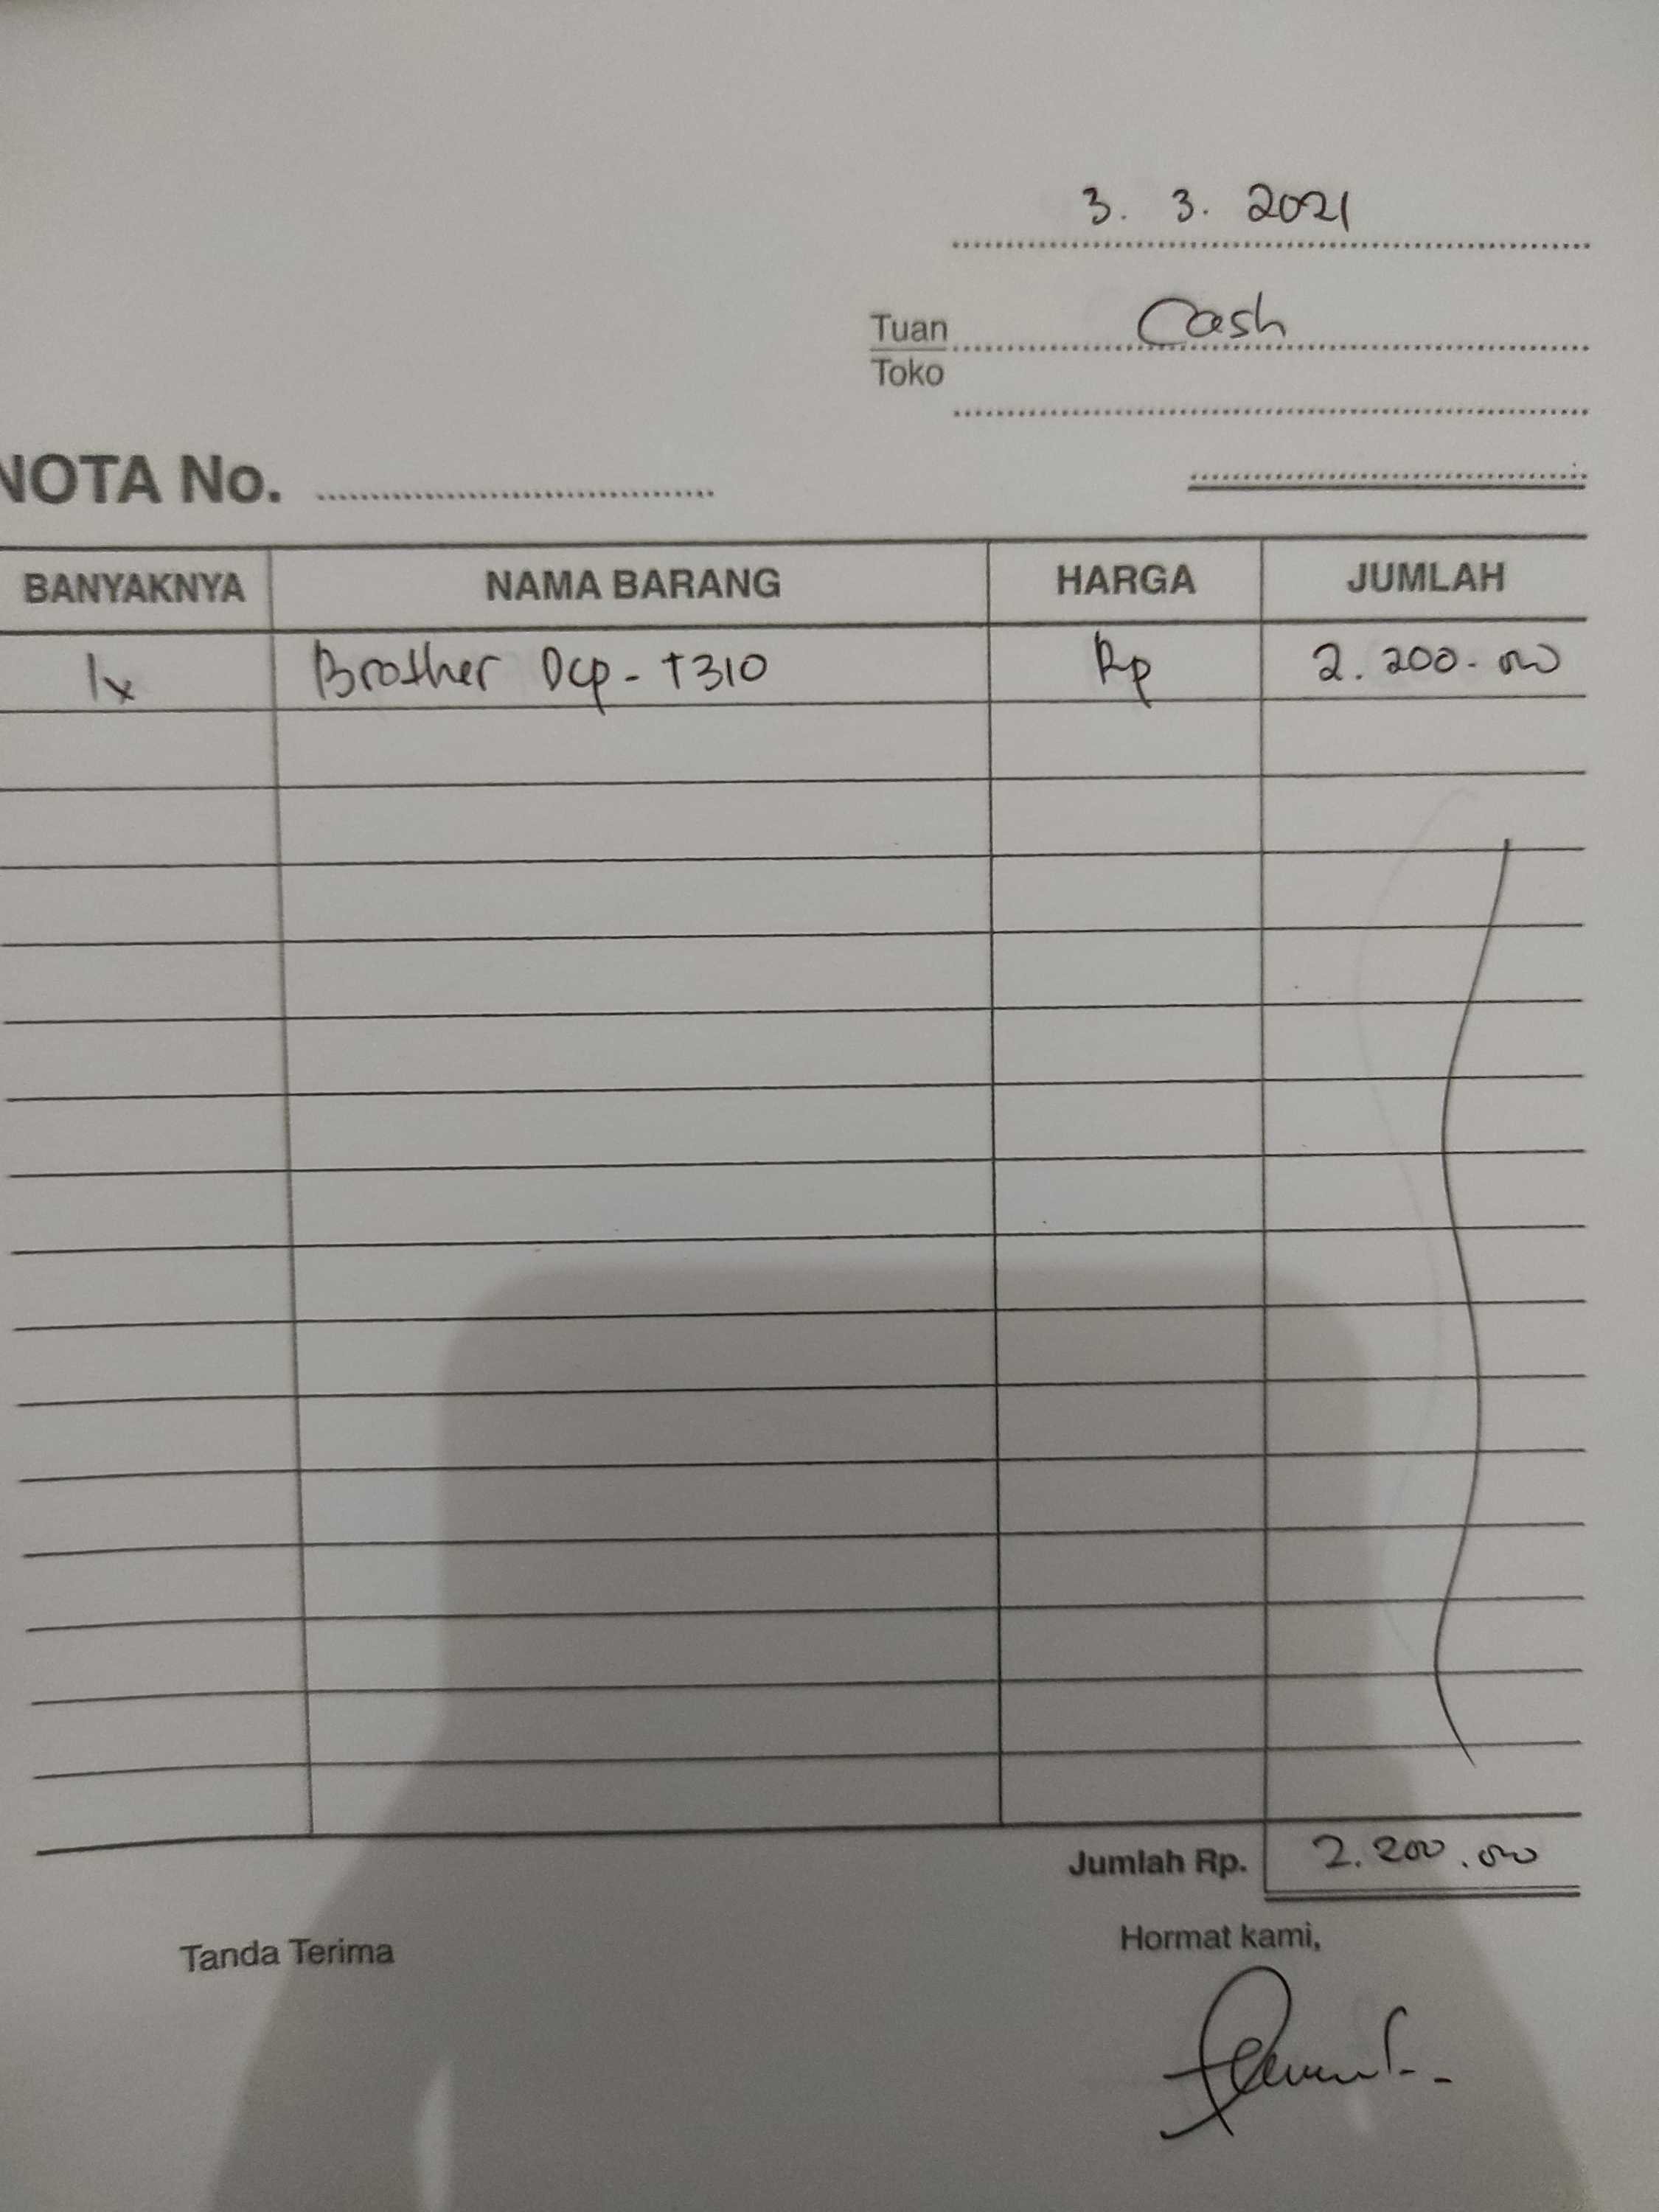 3. 3. 2021
Tuan Cash
Toko
NOTA No.
BANYAKNYA NAMA BARANG HARGA JUMLAH
1x Brother Dcp-T310 Rp 2.200.000
Jumlah Rp. 2.200.000
Tanda Terima Hormat kami,